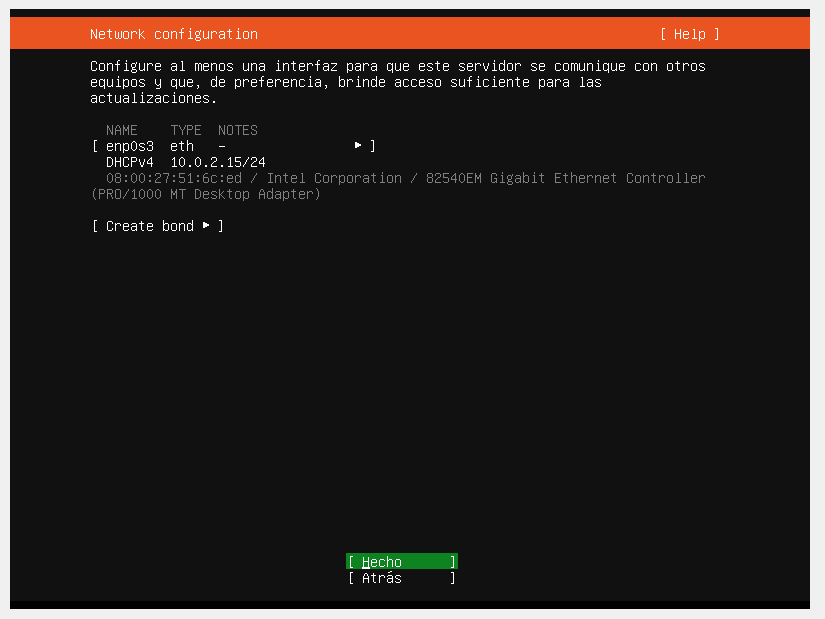 Network configuration [ Help ]
Configure al menos una interfaz para que este servidor se comunique con otros
equipos y que, de preferencia, brinde acceso suficiente para las
actualizaciones.
NAME TYPE NOTES
[ enp0s3 eth - ▸ ]
DHCPv4 10.0.2.15/24
08:00:27:51:6c:ed / Intel Corporation / 82540EM Gigabit Ethernet Controller
(PRO/1000 MT Desktop Adapter)
[ Create bond ▸ ]
[ Hecho ]
[ Atrás ]